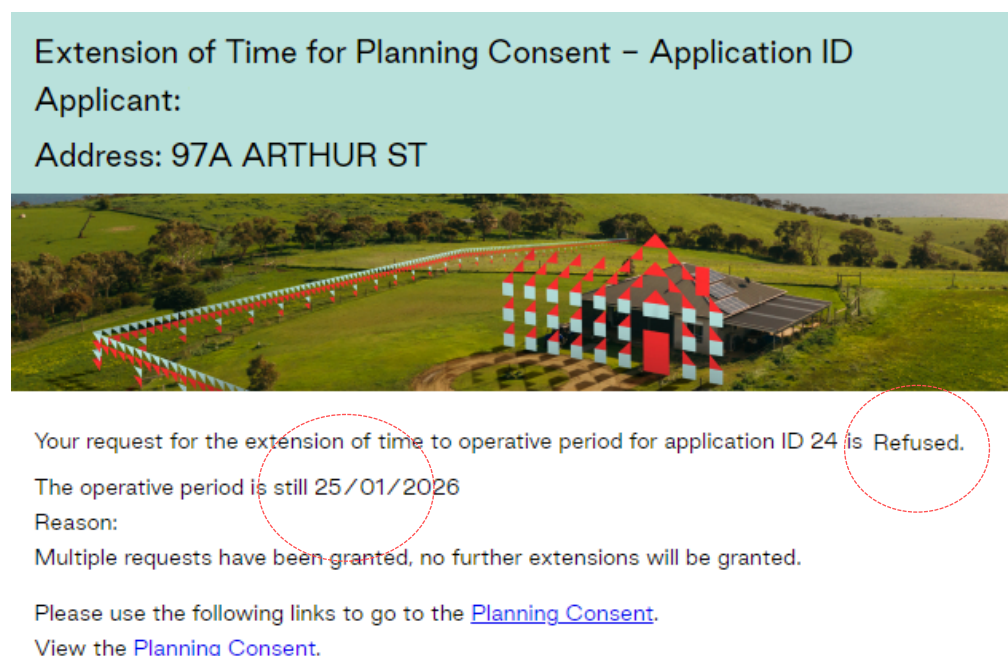 Extension of Time for Planning Consent – Application ID
Applicant:
Address: 97A ARTHUR ST
Your request for the extension of time to operative period for application ID 24 is Refused.
The operative period is still 25/01/2026
Reason:
Multiple requests have been granted, no further extensions will be granted.
Please use the following links to go to the Planning Consent.
View the Planning Consent.